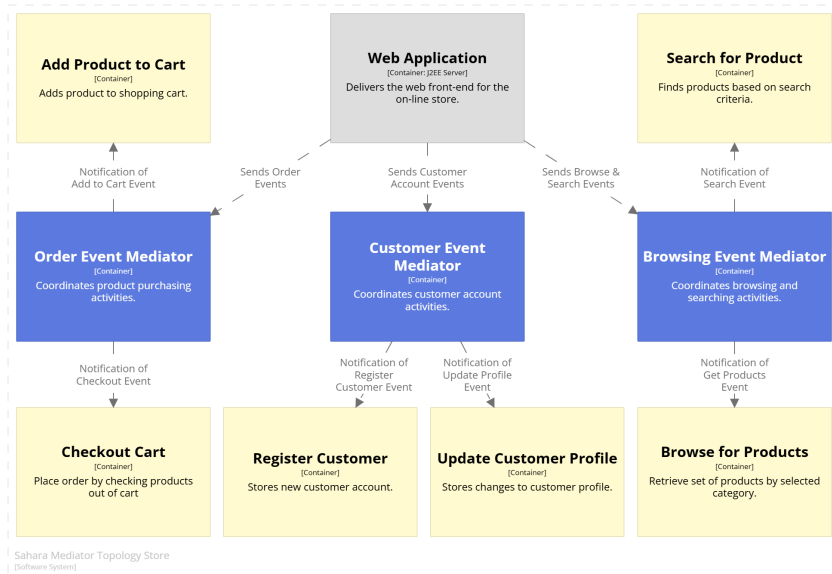 Add Product to Cart
[Container]
Adds product to shopping cart.
Web Application
[Container: J2EE Server]
Delivers the web front-end for the
on-line store.
Search for Product
[Container]
Finds products based on search
criteria.
Notification of
Add to Cart Event
Sends Order
Events
Sends Customer
Account Events
Sends Browse &
Search Events
Notification of
Search Event
Order Event Mediator
[Container]
Coordinates product purchasing
activities.
Customer Event
Mediator
[Container]
Coordinates customer account
activities.
Browsing Event Mediator
[Container]
Coordinates browsing and
searching activities.
Notification of
Checkout Event
Notification of
Register
Customer Event
Notification of
Update Profile
Event
Notification of
Get Products
Event
Checkout Cart
[Container]
Place order by checking products
out of cart
Register Customer
[Container]
Stores new customer account.
Update Customer Profile
[Container]
Stores changes to customer profile.
Browse for Products
[Container]
Retrieve set of products by selected
category.
Sahara Mediator Topology Store
[Software System]